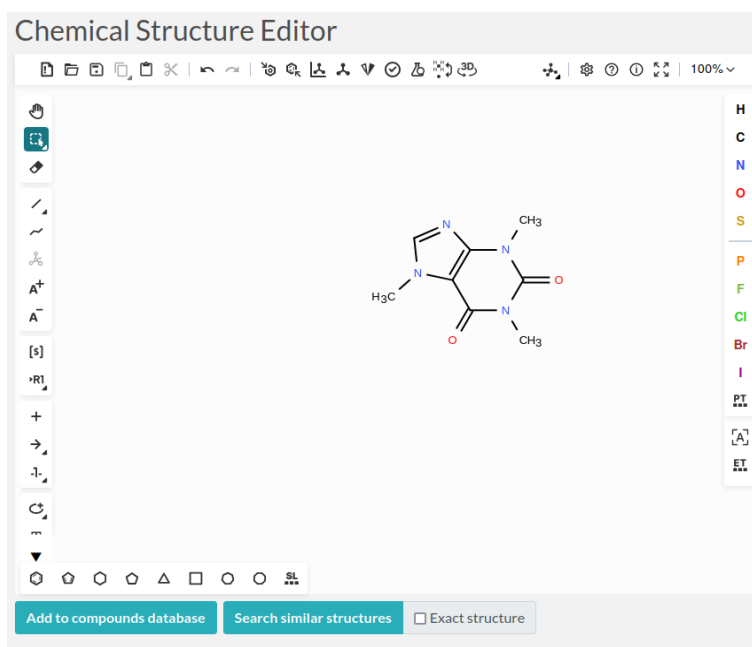 Chemical Structure Editor
3D
100%
H
C
N
O
S
P
F
Cl
Br
I
PT
[A]
ET
A+
A-
[s]
R1
N
CH3
N
O
N
H3C
N
O
CH3
SL
Add to compounds database
Search similar structures
Exact structure